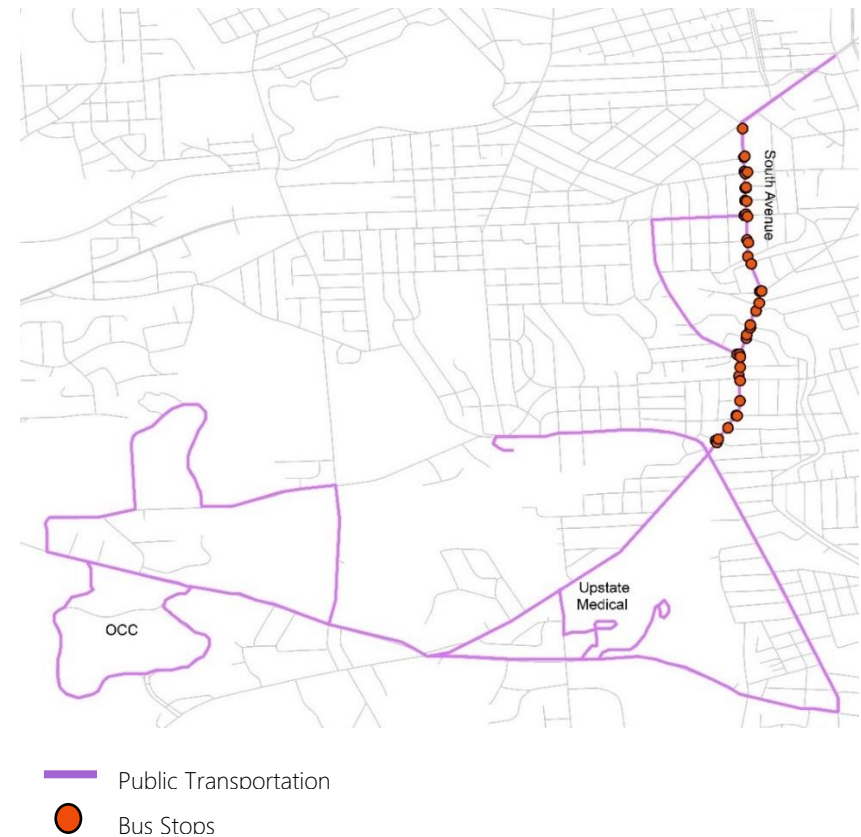 South Avenue
Upstate
Medical
OCC
Public Transportation
Bus Stops